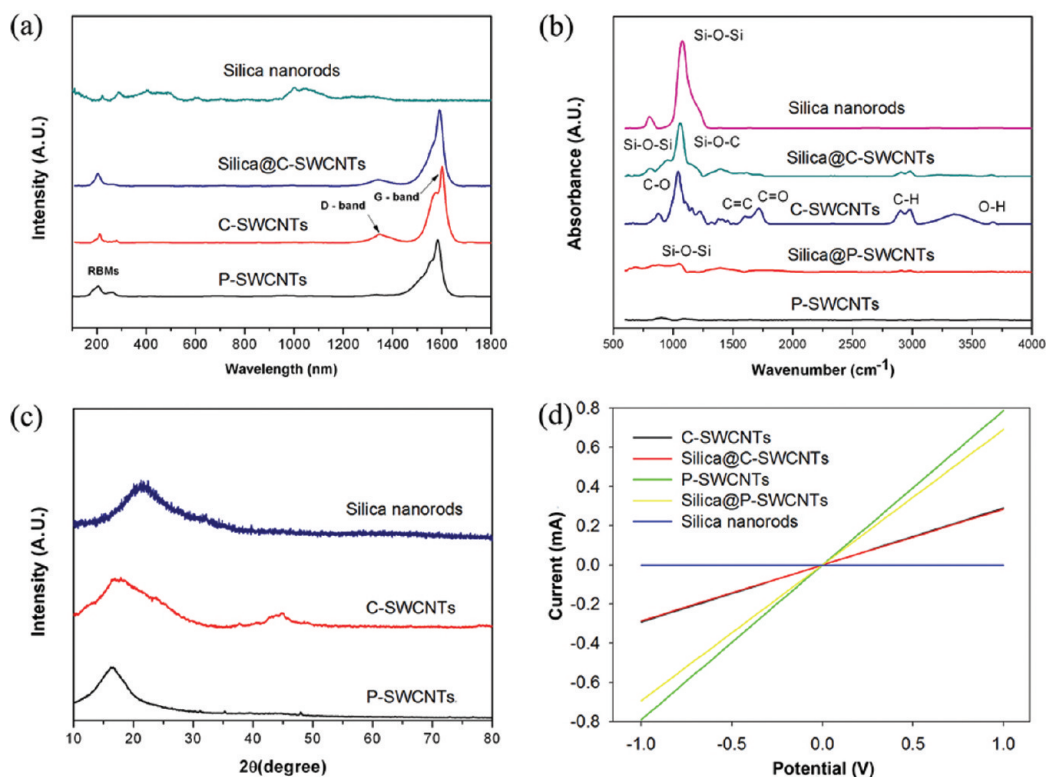 (a)
Intensity (A.U.)
Silica nanorods
Silica@C-SWCNTs
G - band
D - band
C-SWCNTs
RBMs
P-SWCNTs
200 400 600 800 1000 1200 1400 1600 1800
Wavelength (nm)
(b)
Absorbance (A.U.)
Si-O-Si
Silica nanorods
Si-O-Si Si-O-C
Silica@C-SWCNTs
C-O C=C C=O C-SWCNTs C-H O-H
Si-O-Si Silica@P-SWCNTs
P-SWCNTs
500 1000 1500 2000 2500 3000 3500 4000
Wavenumber (cm-1)
(c)
Intensity (A.U.)
Silica nanorods
C-SWCNTs
P-SWCNTs
10 20 30 40 50 60 70 80
2θ(degree)
(d)
Current (mA)
0.8
0.6
0.4
0.2
0.0
-0.2
-0.4
-0.6
-0.8
C-SWCNTs
Silica@C-SWCNTs
P-SWCNTs
Silica@P-SWCNTs
Silica nanorods
-1.0 -0.5 0.0 0.5 1.0
Potential (V)